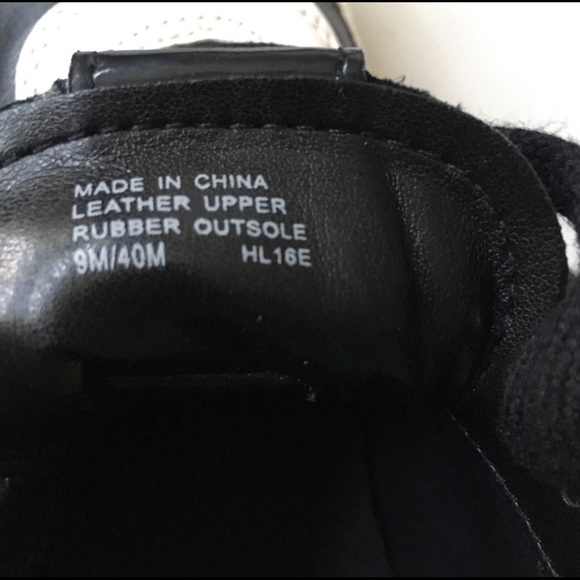 MADE IN CHINA
LEATHER UPPER
RUBBER OUTSOLE
9M/40M HL16E